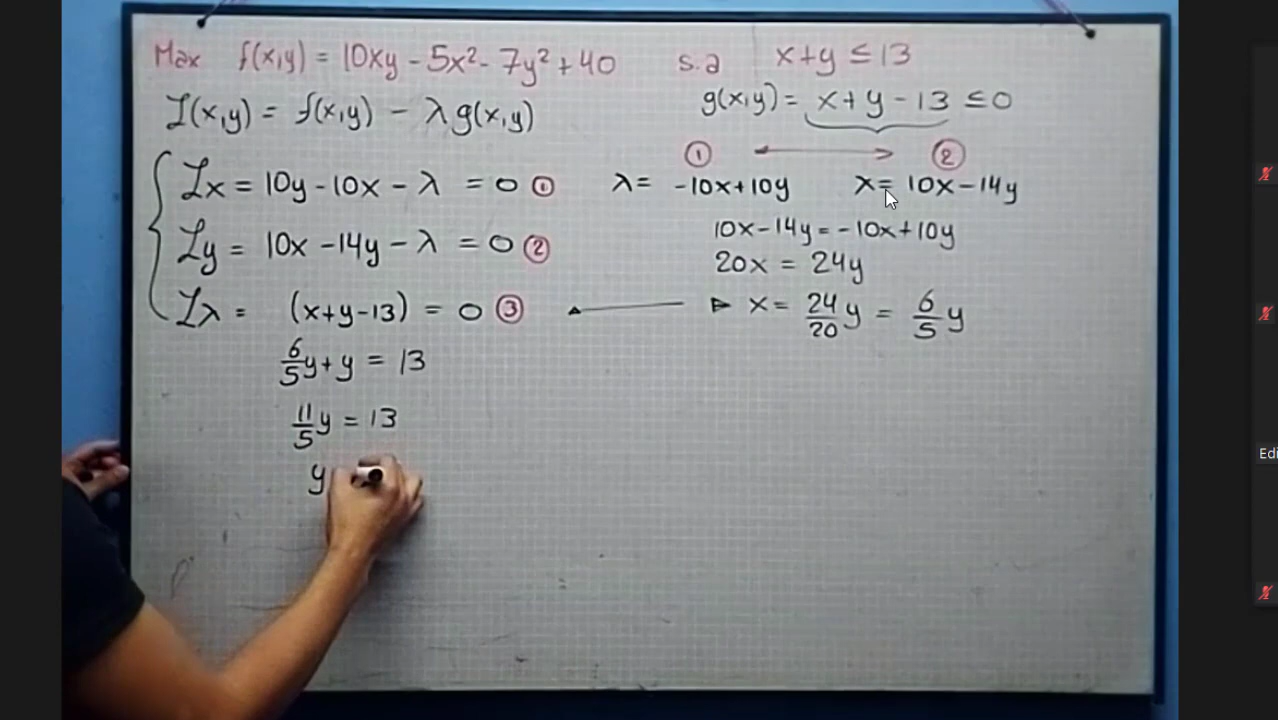 Max f(x,y) = 10xy - 5x² - 7y² + 40 s.a x+y ≤ 13
L(x,y) = f(x,y) - λ g(x,y) g(x,y) = x+y-13 ≤ 0
① ②
Lx = 10y - 10x - λ = 0 ① λ = -10x+10y x = 10x-14y
10x-14y = -10x+10y
Ly = 10x - 14y - λ = 0 ②
20x = 24y
Lλ = (x+y-13) = 0 ③ x = 24/20 y = 6/5 y
6/5 y + y = 13
11/5 y = 13
y
Edi